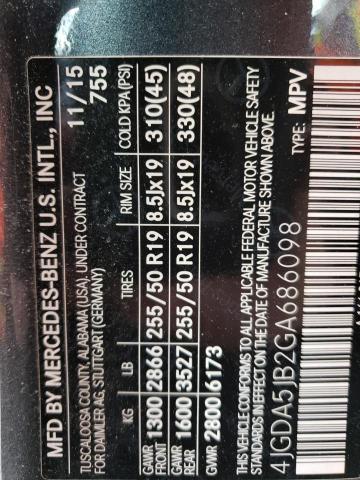 MFD BY MERCEDES-BENZ U.S. INTL., INC
TUSCALOOSA COUNTY, ALABAMA (USA), UNDER CONTRACT 11/15
FOR DAIMLER AG, STUTTGART (GERMANY) 755
KG LB TIRES RIM SIZE COLD KPA (PSI)
GAWR FRONT 1300 2866 255/50 R19 8.5Jx19 310(45)
GAWR REAR 1600 3527 255/50 R19 8.5Jx19 330(48)
GVWR 2800 6173
THIS VEHICLE CONFORMS TO ALL APPLICABLE FEDERAL MOTOR VEHICLE SAFETY
STANDARDS IN EFFECT ON THE DATE OF MANUFACTURE SHOWN ABOVE.
4JGDA5JB2GA686098 TYPE: MPV